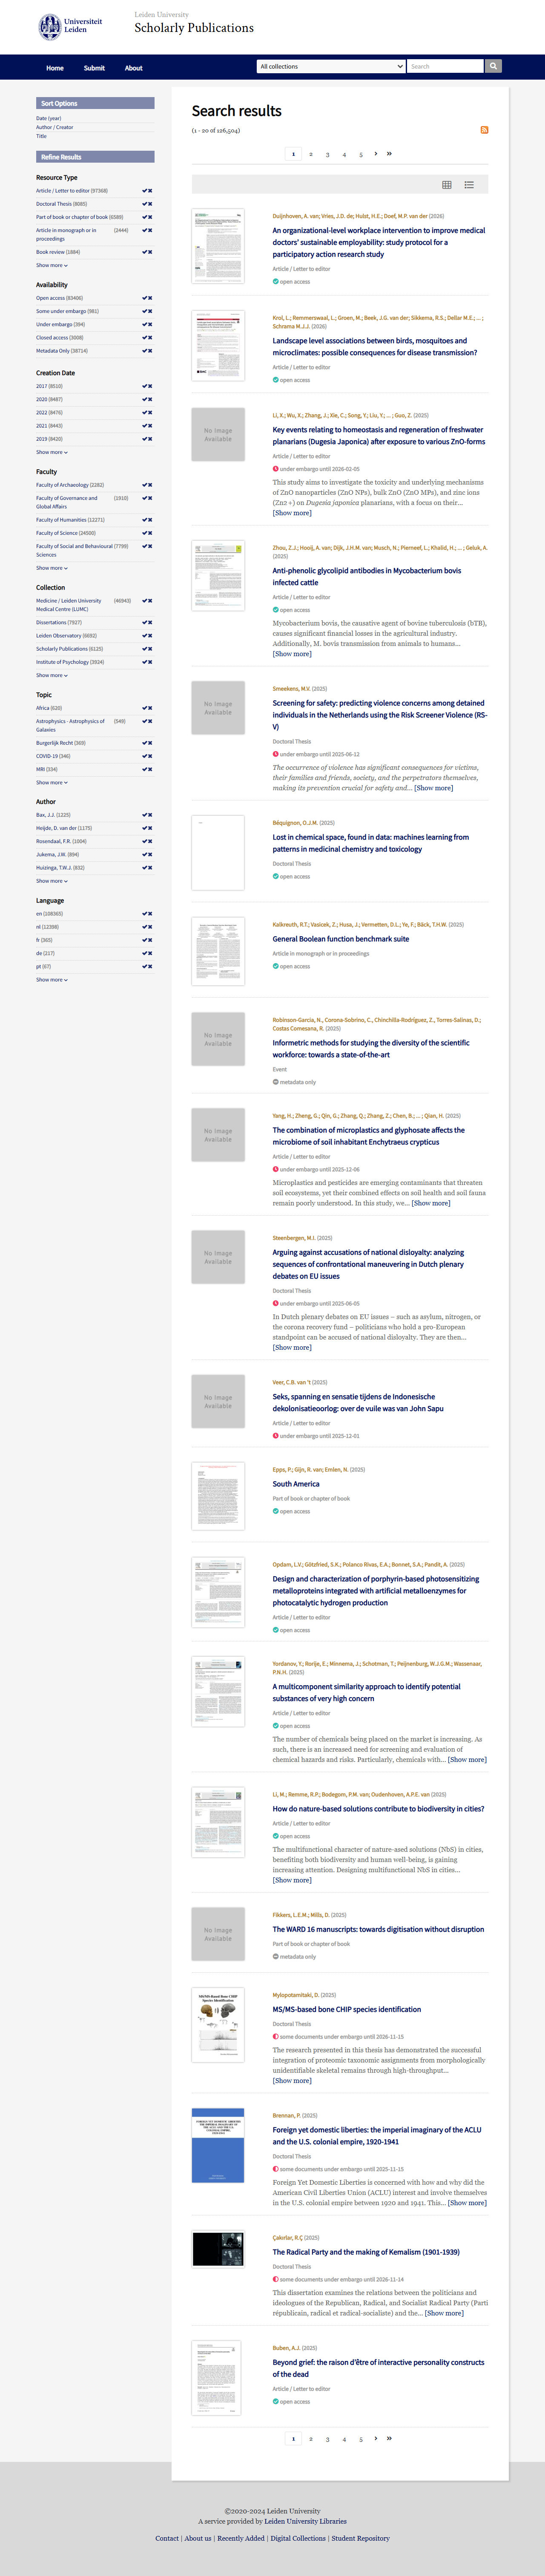 Universiteit
Leiden
Leiden University
Scholarly Publications
Home
Submit
About
All collections
Search
Sort Options
Date (year)
Author / Creator
Title
Refine Results
Resource Type
Article / Letter to editor (97368)
Doctoral Thesis (8085)
Part of book or chapter of book (6589)
Article in monograph or in proceedings (2444)
Book review (1884)
Show more
Availability
Open access (83406)
Some under embargo (981)
Under embargo (394)
Closed access (3008)
Metadata Only (38714)
Creation Date
2017 (8510)
2020 (8487)
2022 (8476)
2021 (8443)
2019 (8420)
Show more
Faculty
Faculty of Archaeology (2282)
Faculty of Governance and Global Affairs (1910)
Faculty of Humanities (12271)
Faculty of Science (24500)
Faculty of Social and Behavioural Sciences (7799)
Show more
Collection
Medicine / Leiden University Medical Centre (LUMC) (46943)
Dissertations (7927)
Leiden Observatory (6692)
Scholarly Publications (6125)
Institute of Psychology (3924)
Show more
Topic
Africa (620)
Astrophysics - Astrophysics of Galaxies (549)
Burgerlijk Recht (369)
COVID-19 (346)
MRI (334)
Show more
Author
Bax, J.J. (1225)
Heijde, D. van der (1175)
Rosendaal, F.R. (1004)
Jukema, J.W. (894)
Huizinga, T.W.J. (832)
Show more
Language
en (108365)
nl (12398)
fr (365)
de (217)
pt (67)
Show more
Search results
(1 - 20 of 126,504)
1 2 3 4 5 › »
Duijnhoven, A. van; Vries, J.D. de; Hulst, H.E.; Doef, M.P. van der (2026)
An organizational-level workplace intervention to improve medical
doctors' sustainable employability: study protocol for a
participatory action research study
Article / Letter to editor
open access
Krol, L.; Remmerswaal, L.; Groen, M.; Beek, J.G. van der; Sikkema, R.S.; Dellar M.E.; ... ;
Schrama M.J.J. (2026)
Landscape level associations between birds, mosquitoes and
microclimates: possible consequences for disease transmission?
Article / Letter to editor
open access
No Image
Available
Li, X.; Wu, X.; Zhang, J.; Xie, C.; Song, Y.; Liu, Y.; ... ; Guo, Z. (2025)
Key events relating to homeostasis and regeneration of freshwater
planarians (Dugesia Japonica) after exposure to various ZnO-forms
Article / Letter to editor
under embargo until 2026-02-05
This study aims to investigate the toxicity and underlying mechanisms
of ZnO nanoparticles (ZnO NPs), bulk ZnO (ZnO MPs), and zinc ions
(Zn2+) on Dugesia japonica planarians, with a focus on their...
[Show more]
Zhou, Z.J.; Hooij, A. van; Dijk, J.H.M. van; Musch, N.; Pierneef, L.; Khalid, H.; ... ; Geluk, A.
(2025)
Anti-phenolic glycolipid antibodies in Mycobacterium bovis
infected cattle
Article / Letter to editor
open access
Mycobacterium bovis, the causative agent of bovine tuberculosis (bTB),
causes significant financial losses in the agricultural industry.
Additionally, M. bovis transmission from animals to humans...
[Show more]
No Image
Available
Smeekens, M.V. (2025)
Screening for safety: predicting violence concerns among detained
individuals in the Netherlands using the Risk Screener Violence (RS-
V)
Doctoral Thesis
under embargo until 2025-06-12
The occurrence of violence has significant consequences for victims,
their families and friends, society, and the perpetrators themselves,
making its prevention crucial for safety and... [Show more]
Béquignon, O.J.M. (2025)
Lost in chemical space, found in data: machines learning from
patterns in medicinal chemistry and toxicology
Doctoral Thesis
open access
Kalkreuth, R.T.; Vasicek, Z.; Husa, J.; Vermetten, D.L.; Ye, F.; Bäck, T.H.W. (2025)
General Boolean function benchmark suite
Article in monograph or in proceedings
open access
No Image
Available
Robinson-Garcia, N., Corona-Sobrino, C., Chinchilla-Rodríguez, Z., Torres-Salinas, D.;
Costas Comesana, R. (2025)
Informetric methods for studying the diversity of the scientific
workforce: towards a state-of-the-art
Event
metadata only
No Image
Available
Yang, H.; Zheng, G.; Qin, G.; Zhang, Q.; Zhang, Z.; Chen, B.; ... ; Qian, H. (2025)
The combination of microplastics and glyphosate affects the
microbiome of soil inhabitant Enchytraeus crypticus
Article / Letter to editor
under embargo until 2025-12-06
Microplastics and pesticides are emerging contaminants that threaten
soil ecosystems, yet their combined effects on soil health and soil fauna
remain poorly understood. In this study, we... [Show more]
No Image
Available
Steenbergen, M.I. (2025)
Arguing against accusations of national disloyalty: analyzing
sequences of confrontational maneuvering in Dutch plenary
debates on EU issues
Doctoral Thesis
under embargo until 2025-06-05
In Dutch plenary debates on EU issues – such as asylum, nitrogen, or
the corona recovery fund – politicians who hold a pro-European
standpoint can be accused of national disloyalty. They are then...
[Show more]
No Image
Available
Veer, C.B. van 't (2025)
Seks, spanning en sensatie tijdens de Indonesische
dekolonisatieoorlog: over de vuile was van John Sapu
Article / Letter to editor
under embargo until 2025-12-01
Epps, P.; Gijn, R. van; Emlen, N. (2025)
South America
Part of book or chapter of book
open access
Opdam, L.V.; Götzfried, S.K.; Polanco Rivas, E.A.; Bonnet, S.A.; Pandit, A. (2025)
Design and characterization of porphyrin-based photosensitizing
metalloproteins integrated with artificial metalloenzymes for
photocatalytic hydrogen production
Article / Letter to editor
open access
Yordanov, Y.; Rorije, E.; Minnema, J.; Schotman, T.; Peijnenburg, W.J.G.M.; Wassenaar,
P.N.H. (2025)
A multicomponent similarity approach to identify potential
substances of very high concern
Article / Letter to editor
open access
The number of chemicals being placed on the market is increasing. As
such, there is an increased need for screening and evaluation of
chemical hazards and risks. Particularly, chemicals with... [Show more]
Li, M.; Remme, R.P.; Bodegom, P.M. van; Oudenhoven, A.P.E. van (2025)
How do nature-based solutions contribute to biodiversity in cities?
Article / Letter to editor
open access
The multifunctional character of nature-ased solutions (NbS) in cities,
benefiting both biodiversity and human well-being, is gaining
increasing attention. Designing multifunctional NbS in cities...
[Show more]
No Image
Available
Fikkers, L.E.M.; Mills, D. (2025)
The WARD 16 manuscripts: towards digitisation without disruption
Part of book or chapter of book
metadata only
MS/MS-Based Bone CHIP
Species Identification
Mylopotamitaki, D. (2025)
MS/MS-based bone CHIP species identification
Doctoral Thesis
some documents under embargo until 2026-11-15
The research presented in this thesis has demonstrated the successful
integration of proteomic taxonomic assignments from morphologically
unidentifiable skeletal remains through high-throughput...
[Show more]
Brennan, P. (2025)
Foreign yet domestic liberties: the imperial imaginary of the ACLU
and the U.S. colonial empire, 1920-1941
Doctoral Thesis
some documents under embargo until 2025-11-15
Foreign Yet Domestic Liberties is concerned with how and why did the
American Civil Liberties Union (ACLU) interest and involve themselves
in the U.S. colonial empire between 1920 and 1941. This... [Show more]
Çakırlar, R.Ç (2025)
The Radical Party and the making of Kemalism (1901-1939)
Doctoral Thesis
some documents under embargo until 2026-11-14
This dissertation examines the relations between the politicians and
ideologues of the Republican, Radical, and Socialist Radical Party (Parti
républicain, radical et radical-socialiste) and the... [Show more]
Buben, A.J. (2025)
Beyond grief: the raison d'être of interactive personality constructs
of the dead
Article / Letter to editor
open access
1 2 3 4 5 › »
©2020-2024 Leiden University
A service provided by Leiden University Libraries
Contact | About us | Recently Added | Digital Collections | Student Repository